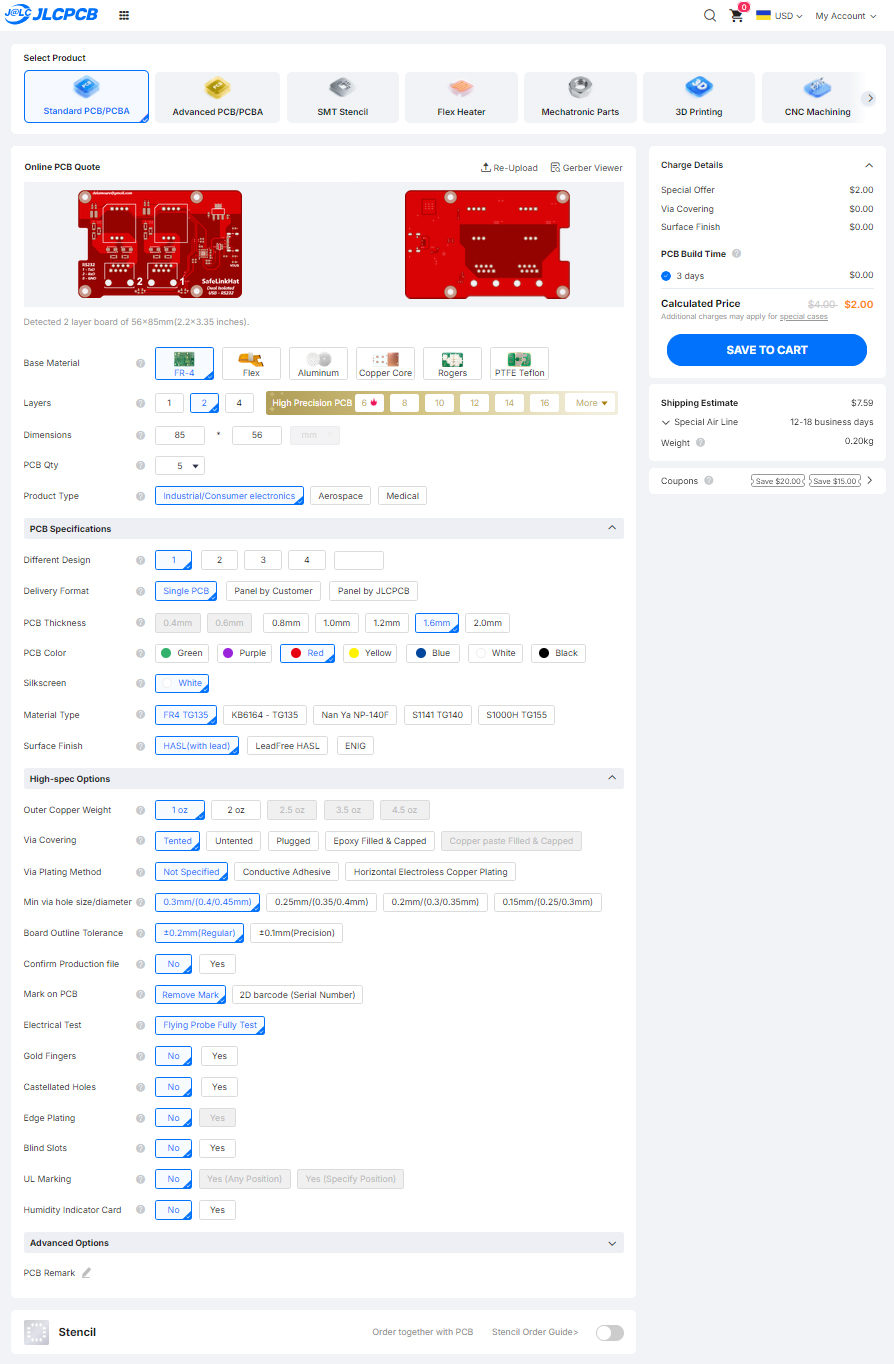 J@LC JLCPCB
0
USD
My Account
Select Product
Standard PCB/PCBA
Advanced PCB/PCBA
SMT Stencil
Flex Heater
Mechatronic Parts
3D Printing
CNC Machining
Online PCB Quote
Re-Upload
Gerber Viewer
RS232
1 - TxD
2 - RxD
3 - GND
2
1
SafeLinkHat
Dual Isolated
USB - RS232
Detected 2 layer board of 56×85mm(2.2×3.35 inches).
Base Material
FR-4
Flex
Aluminum
Copper Core
Rogers
PTFE Teflon
Layers
1
2
4
High Precision PCB
6
8
10
12
14
16
More
Dimensions
85
*
56
mm
PCB Qty
5
Product Type
Industrial/Consumer electronics
Aerospace
Medical
PCB Specifications
Different Design
1
2
3
4
Delivery Format
Single PCB
Panel by Customer
Panel by JLCPCB
PCB Thickness
0.4mm
0.6mm
0.8mm
1.0mm
1.2mm
1.6mm
2.0mm
PCB Color
Green
Purple
Red
Yellow
Blue
White
Black
Silkscreen
White
Material Type
FR4 TG135
KB6164 - TG135
Nan Ya NP-140F
S1141 TG140
S1000H TG155
Surface Finish
HASL(with lead)
LeadFree HASL
ENIG
High-spec Options
Outer Copper Weight
1 oz
2 oz
2.5 oz
3.5 oz
4.5 oz
Via Covering
Tented
Untented
Plugged
Epoxy Filled & Capped
Copper paste Filled & Capped
Via Plating Method
Not Specified
Conductive Adhesive
Horizontal Electroless Copper Plating
Min via hole size/diameter
0.3mm/(0.4/0.45mm)
0.25mm/(0.35/0.4mm)
0.2mm/(0.3/0.35mm)
0.15mm/(0.25/0.3mm)
Board Outline Tolerance
±0.2mm(Regular)
±0.1mm(Precision)
Confirm Production file
No
Yes
Mark on PCB
Remove Mark
2D barcode (Serial Number)
Electrical Test
Flying Probe Fully Test
Gold Fingers
No
Yes
Castellated Holes
No
Yes
Edge Plating
No
Yes
Blind Slots
No
Yes
UL Marking
No
Yes (Any Position)
Yes (Specify Position)
Humidity Indicator Card
No
Yes
Advanced Options
PCB Remark
Stencil
Order together with PCB
Stencil Order Guide>
Charge Details
Special Offer
$2.00
Via Covering
$0.00
Surface Finish
$0.00
PCB Build Time
3 days
$0.00
Calculated Price
$4.00
$2.00
Additional charges may apply for special cases
SAVE TO CART
Shipping Estimate
$7.59
Special Air Line
12-18 business days
Weight
0.20kg
Coupons
Save $20.00
Save $15.00